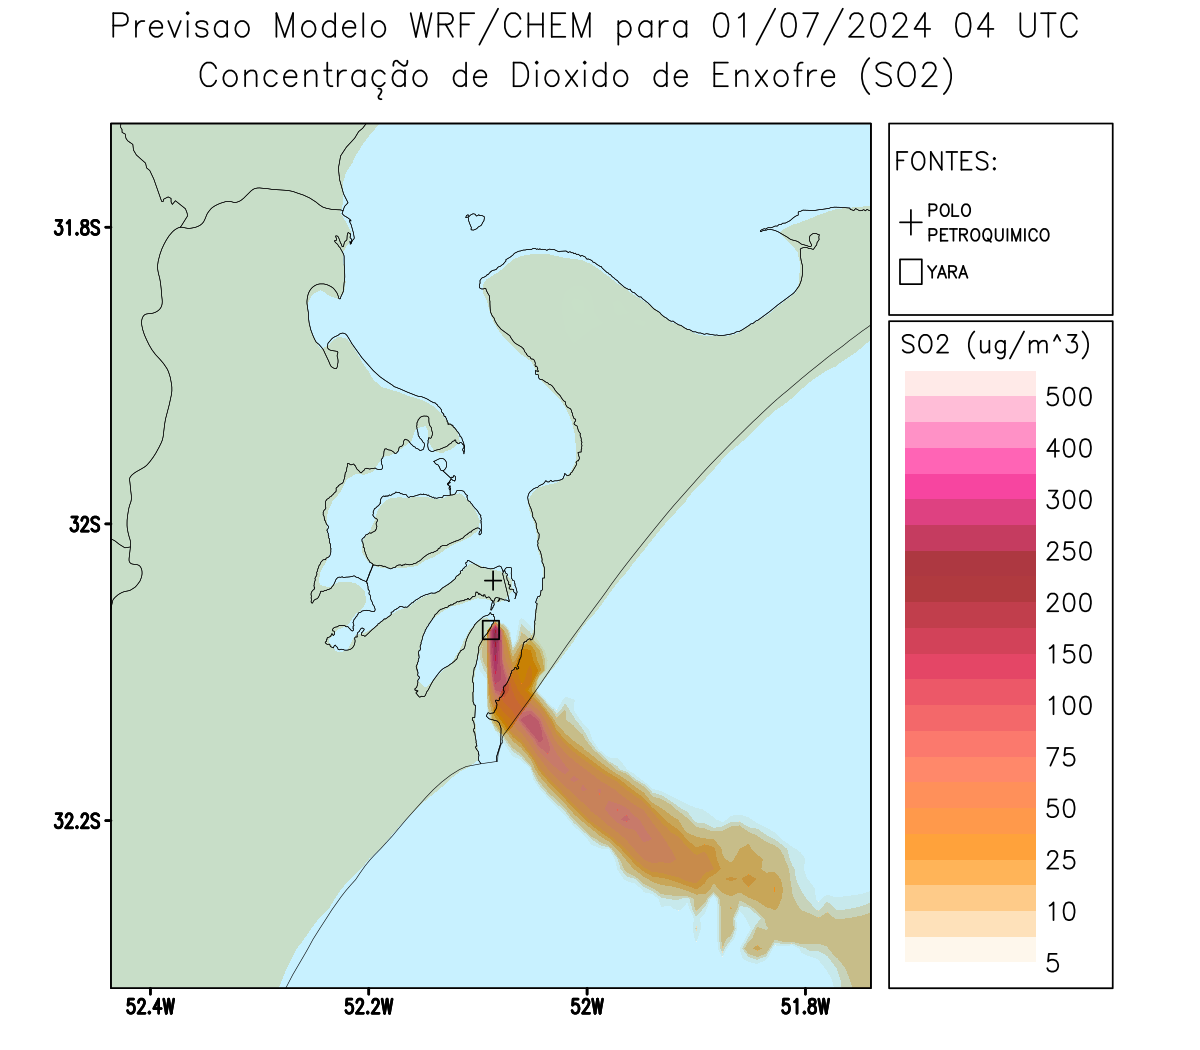 Previsao Modelo WRF/CHEM para 01/07/2024 04 UTC
Concentração de Dioxido de Enxofre (SO2)
FONTES:
POLO
PETROQUIMICO
YARA
SO2 (ug/m^3)
500
400
300
250
200
150
100
75
50
25
10
5
31.8S
32S
32.2S
52.4W
52.2W
52W
51.8W